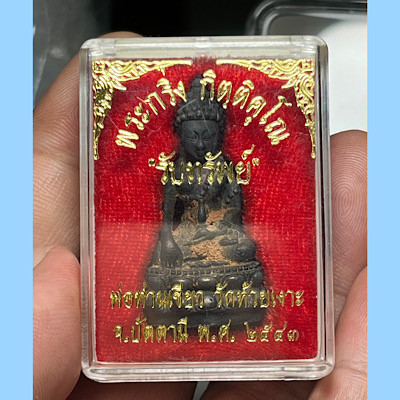 พระกริ่ง กิตติคุโณ
"รับทรัพย์"
พ่อท่านเขียว วัดห้วยเงาะ
จ.ปัตตานี พ.ศ. ๒๕๔๓